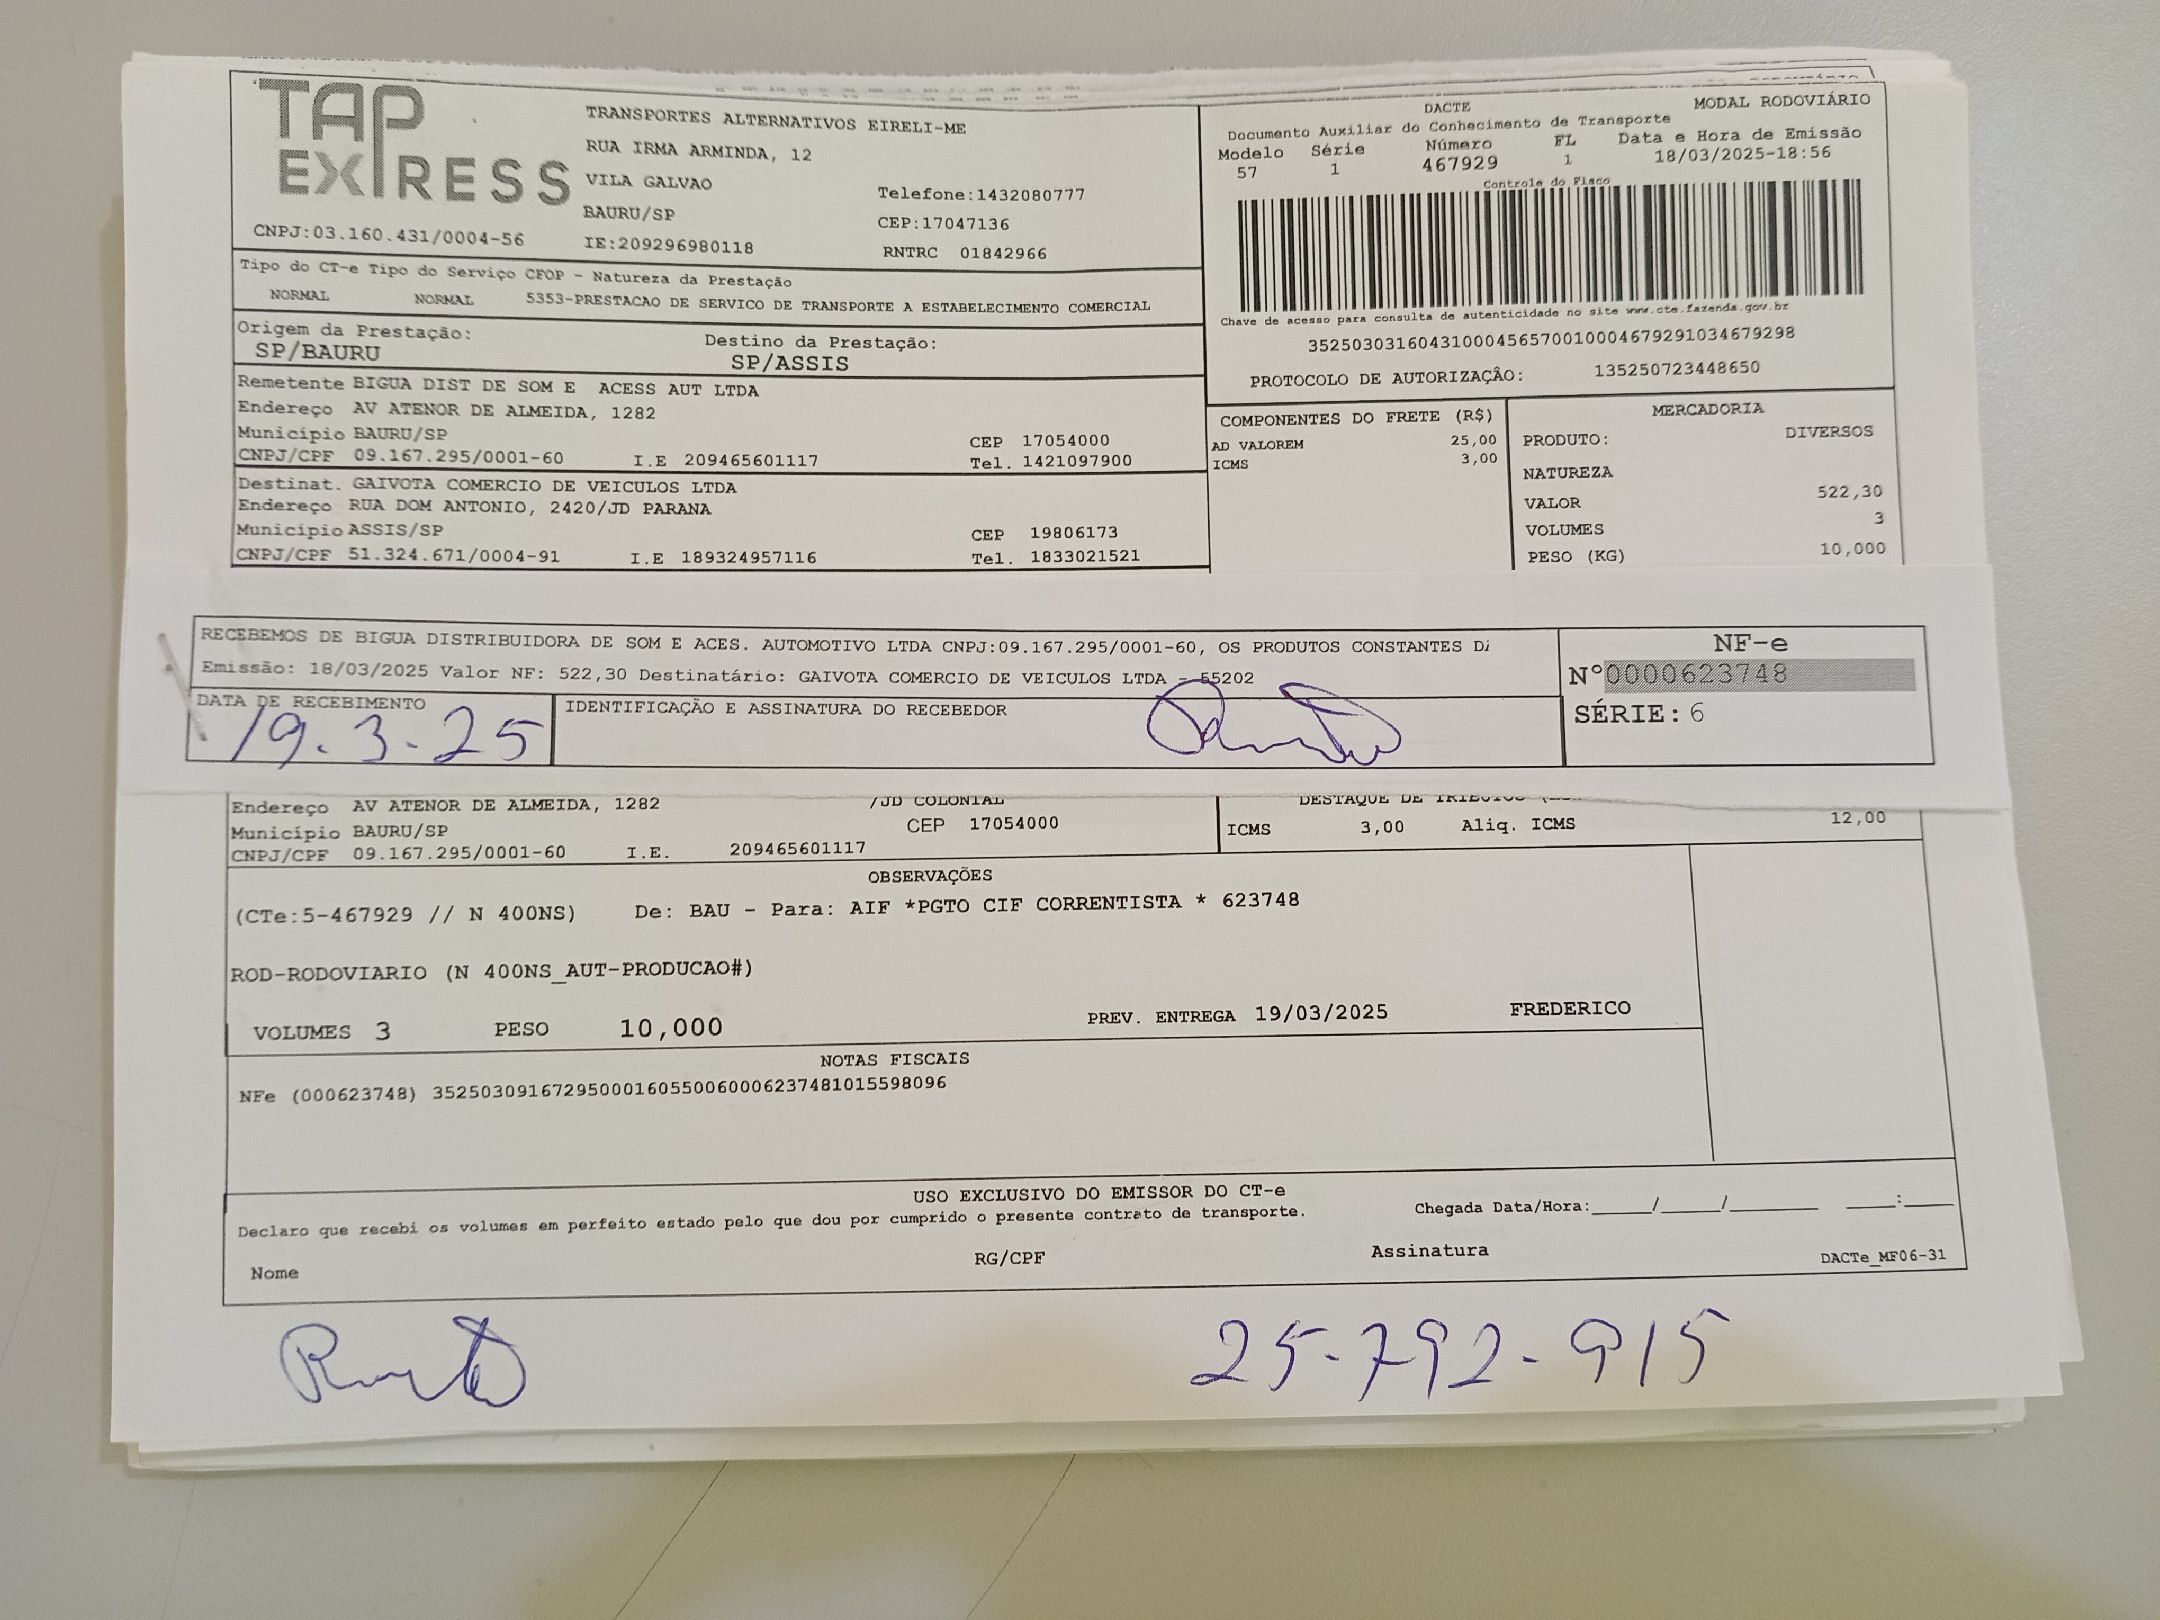 TAP EXPRESS
CNPJ:03.160.431/0004-56
TRANSPORTES ALTERNATIVOS EIRELI-ME
RUA IRMA ARMINDA, 12
VILA GALVAO
BAURU/SP
IE:209296980118
Telefone:1432080777
CEP:17047136
RNTRC 01842966
DACTE
MODAL RODOVIÁRIO
Documento Auxiliar do Conhecimento de Transporte
Modelo Série Número FL Data e Hora de Emissão
57 1 467929 1 18/03/2025-18:56
Controle do Fisco
Chave de acesso para consulta de autenticidade no site www.cte.fazenda.gov.br
35250303160431000456570010004679291034679298
PROTOCOLO DE AUTORIZAÇÃO: 135250723448650
Tipo do CT-e Tipo do Serviço CFOP - Natureza da Prestação
NORMAL NORMAL 5353-PRESTACAO DE SERVICO DE TRANSPORTE A ESTABELECIMENTO COMERCIAL
Origem da Prestação: Destino da Prestação:
SP/BAURU SP/ASSIS
Remetente BIGUA DIST DE SOM E ACESS AUT LTDA
Endereço AV ATENOR DE ALMEIDA, 1282
Município BAURU/SP CEP 17054000
CNPJ/CPF 09.167.295/0001-60 I.E 209465601117 Tel. 1421097900
Destinat. GAIVOTA COMERCIO DE VEICULOS LTDA
Endereço RUA DOM ANTONIO, 2420/JD PARANA
Município ASSIS/SP CEP 19806173
CNPJ/CPF 51.324.671/0004-91 I.E 189324957116 Tel. 1833021521
COMPONENTES DO FRETE (R$)
AD VALOREM 25,00
ICMS 3,00
MERCADORIA
PRODUTO: DIVERSOS
NATUREZA
VALOR 522,30
VOLUMES 3
PESO (KG) 10,000
RECEBEMOS DE BIGUA DISTRIBUIDORA DE SOM E ACES. AUTOMOTIVO LTDA CNPJ:09.167.295/0001-60, OS PRODUTOS CONSTANTES
Emissão: 18/03/2025 Valor NF: 522,30 Destinatário: GAIVOTA COMERCIO DE VEICULOS LTDA - 55202
DATA DE RECEBIMENTO
19.3.25
IDENTIFICAÇÃO E ASSINATURA DO RECEBEDOR
NF-e
Nº0000623748
SÉRIE: 6
Endereço AV ATENOR DE ALMEIDA, 1282 /JD COLONIAL
Município BAURU/SP CEP 17054000
CNPJ/CPF 09.167.295/0001-60 I.E. 209465601117
DESTAQUE DE TRIBUTOS
ICMS 3,00 Aliq. ICMS 12,00
OBSERVAÇÕES
(CTe:5-467929 // N 400NS) De: BAU - Para: AIF *PGTO CIF CORRENTISTA * 623748
ROD-RODOVIARIO (N 400NS_AUT-PRODUCAO#)
VOLUMES 3 PESO 10,000 PREV. ENTREGA 19/03/2025 FREDERICO
NOTAS FISCAIS
NFe (000623748) 35250309167295000160550060006237481015598096
USO EXCLUSIVO DO EMISSOR DO CT-e
Declaro que recebi os volumes em perfeito estado pelo que dou por cumprido o presente contrato de transporte.
Chegada Data/Hora:_____/_____/_______ ____:____
Nome RG/CPF Assinatura DACTe_MF06-31
25-792-915